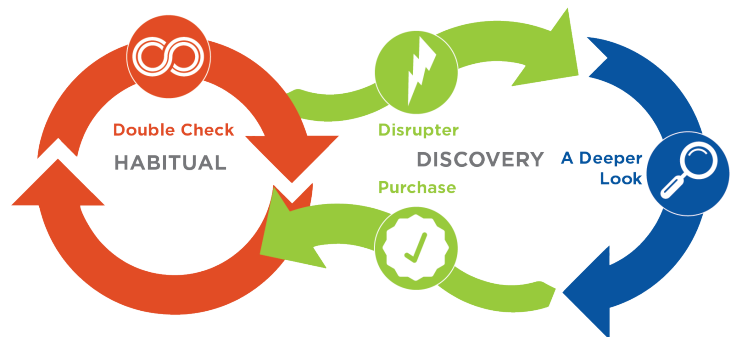 Double Check
HABITUAL
Disrupter
DISCOVERY
A Deeper
Look
Purchase